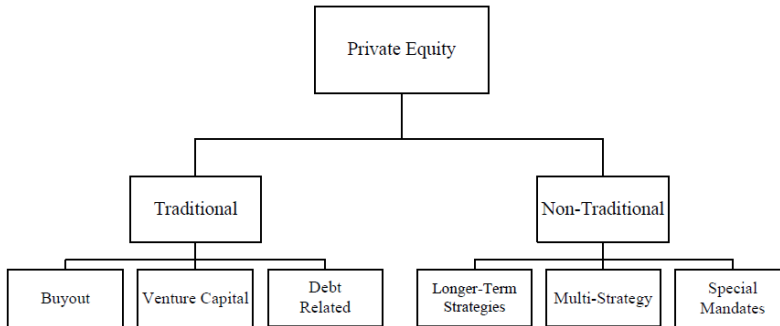 Private Equity
Traditional
Non-Traditional
Buyout
Venture Capital
Debt
Related
Longer-Term
Strategies
Multi-Strategy
Special
Mandates